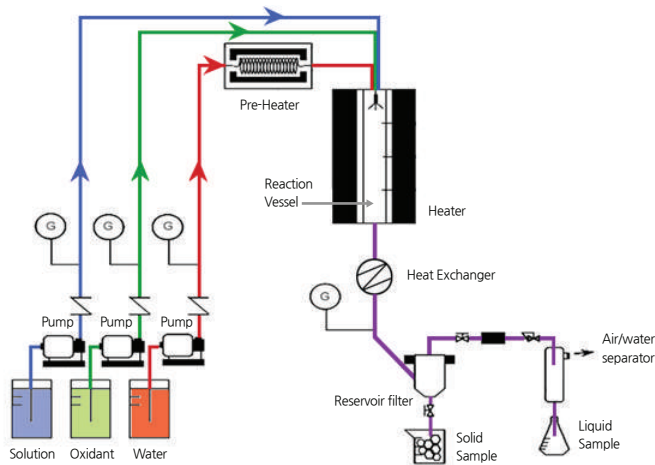 Pre-Heater
Reaction
Vessel
Heater
G
G
G
Heat Exchanger
G
Pump
Pump
Pump
Air/water
separator
Reservoir filter
Solution
Oxidant
Water
Solid
Sample
Liquid
Sample